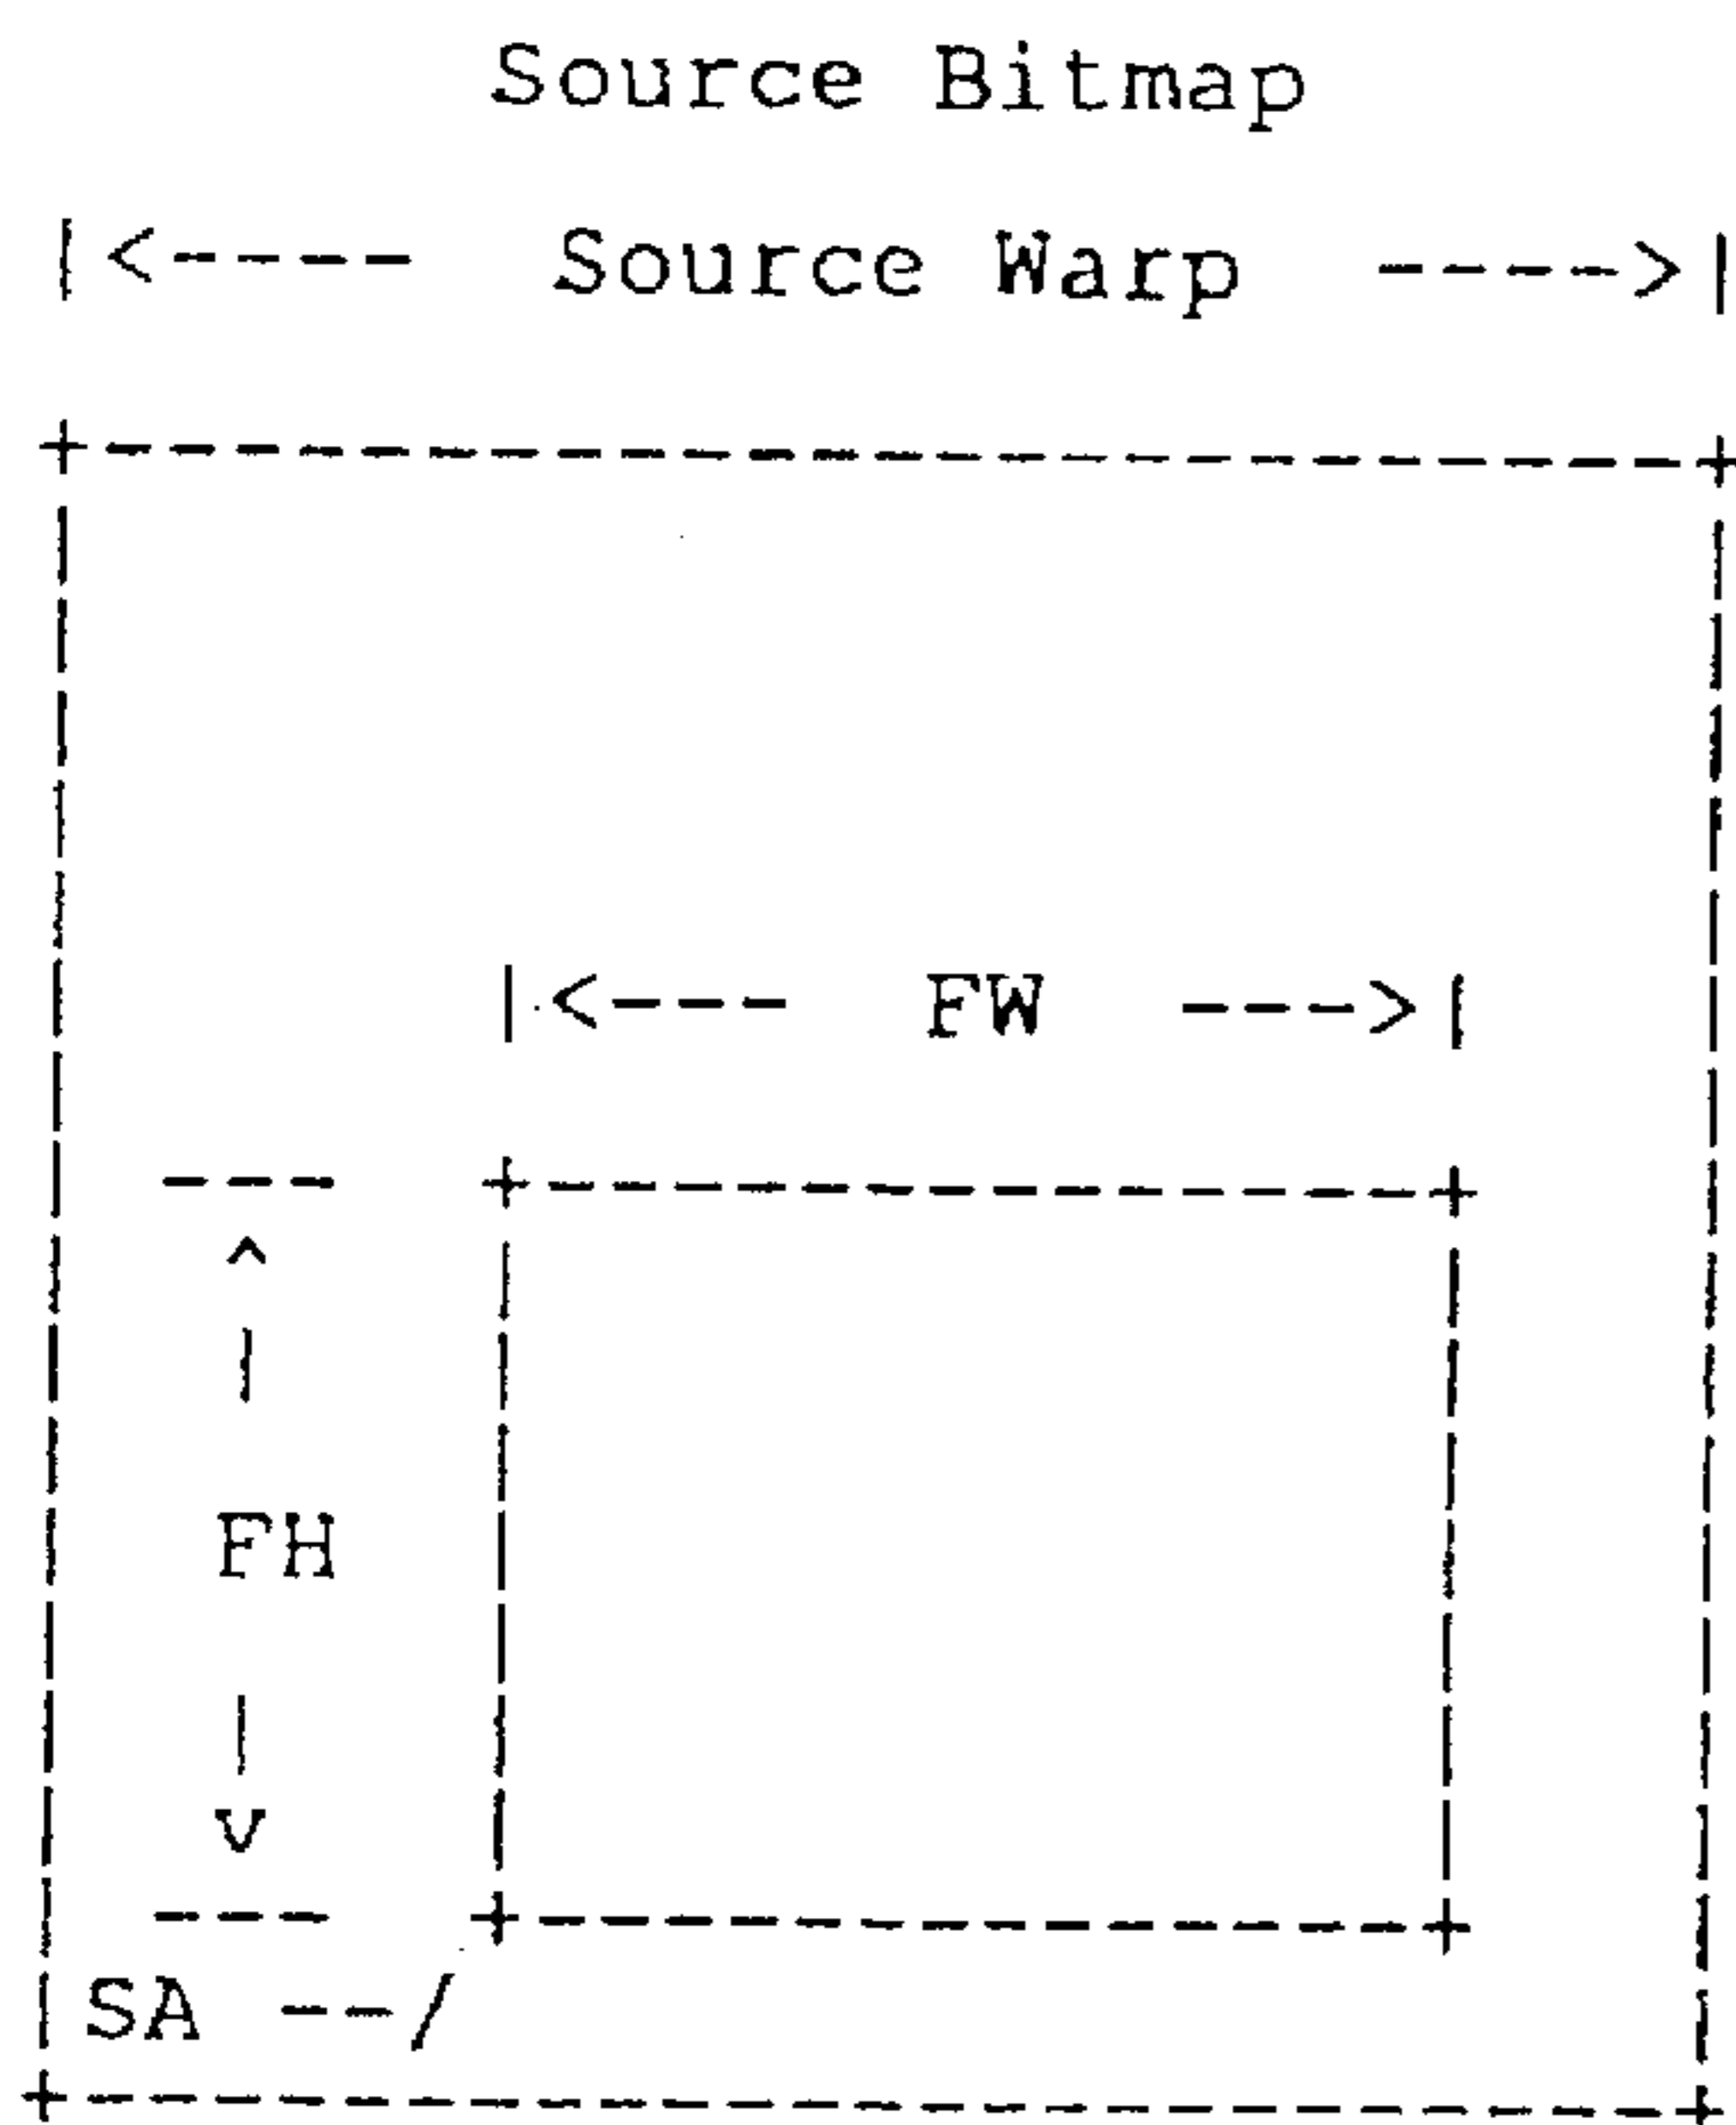 Source Bitmap
|<---- Source Warp ---->|
|<--- FW --->|
FH
SA --/